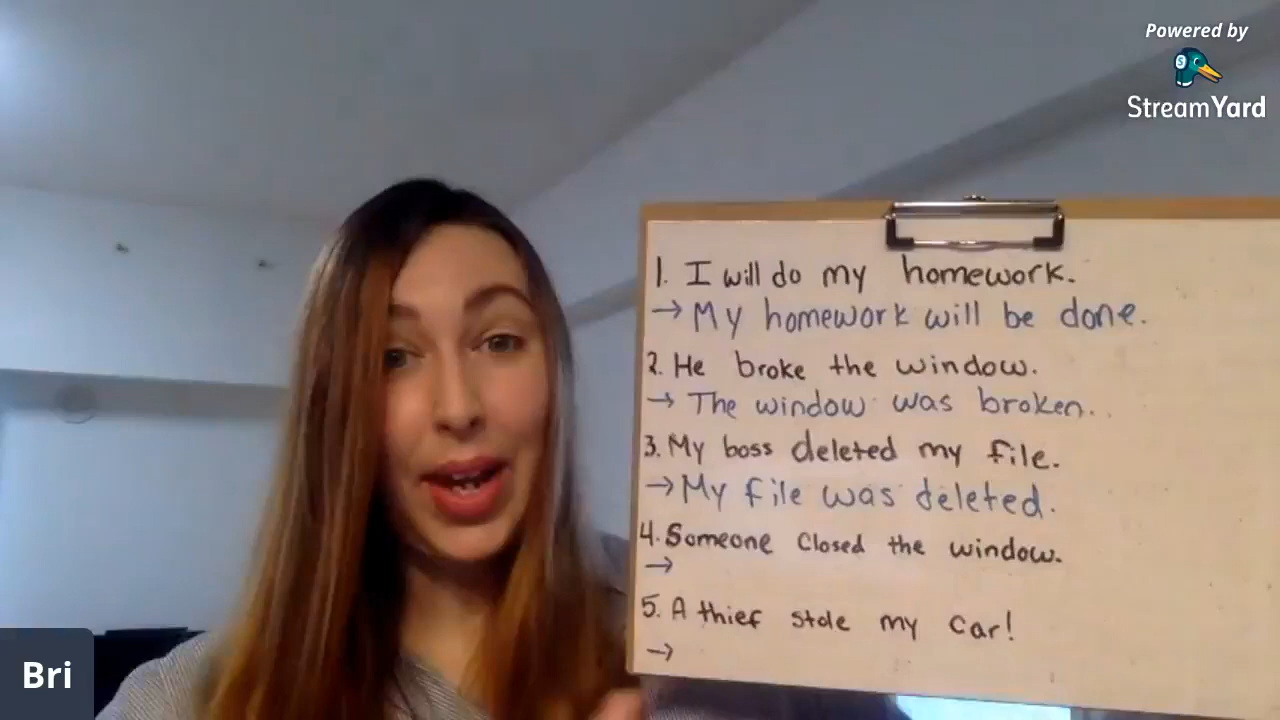 Powered by
StreamYard
1. I will do my homework.
→ My homework will be done.
2. He broke the window.
→ The window was broken.
3. My boss deleted my file.
→ My file was deleted.
4. Someone closed the window.
→
5. A thief stole my car!
→
Bri